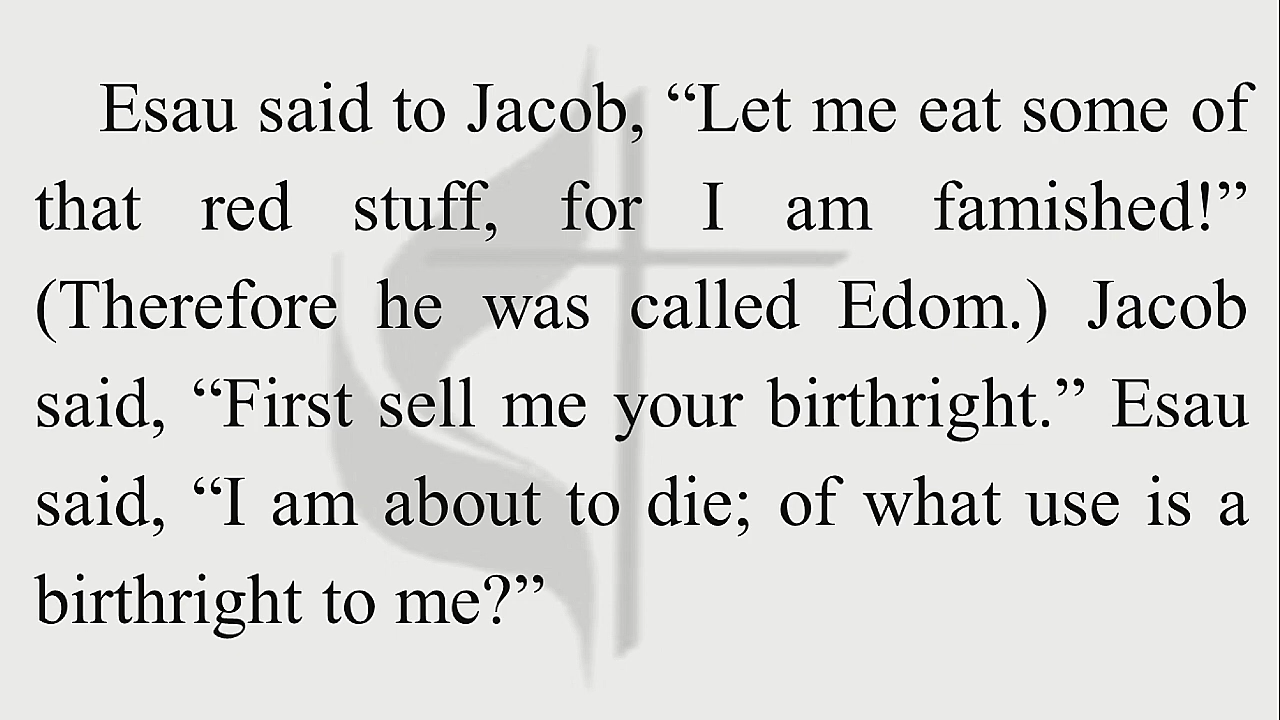 Esau said to Jacob, “Let me eat some of
that red stuff, for I am famished!”
(Therefore he was called Edom.) Jacob
said, “First sell me your birthright.” Esau
said, “I am about to die; of what use is a
birthright to me?”